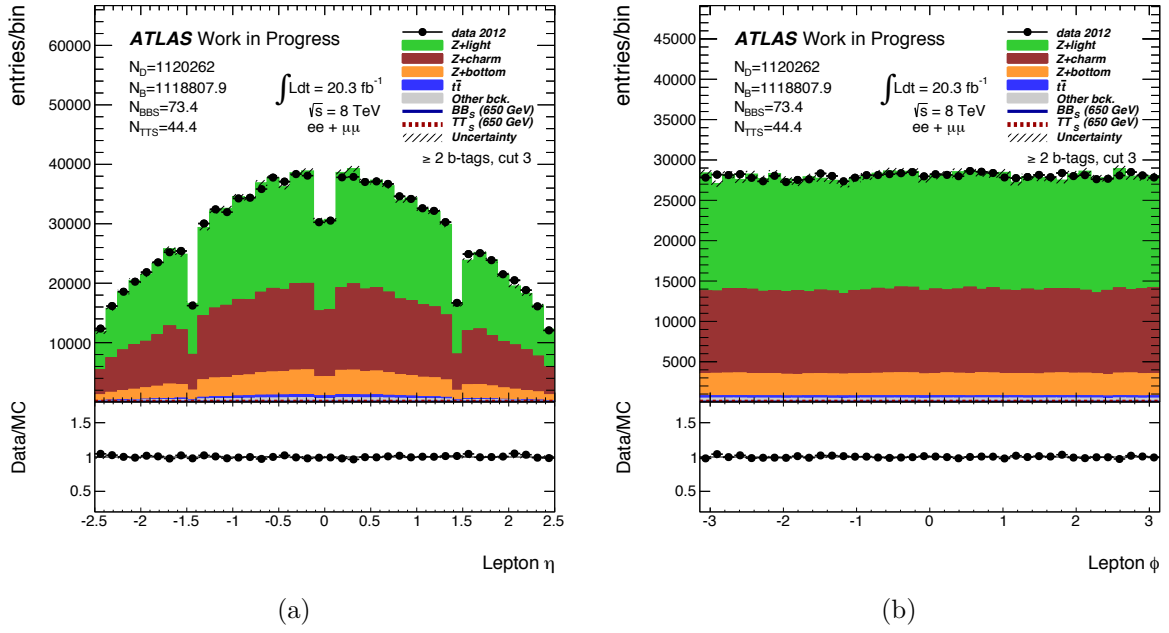 ATLAS Work in Progress
N_D=1120262
N_B=1118807.9
N_BBS=73.4
N_TTS=44.4
∫Ldt = 20.3 fb⁻¹
√s = 8 TeV
ee + μμ
data 2012
Z+light
Z+charm
Z+bottom
tt̄
Other bck.
BB_S (650 GeV)
TT_S (650 GeV)
Uncertainty
≥ 2 b-tags, cut 3
entries/bin
60000
50000
40000
30000
20000
10000
Data/MC
1.5
1
0.5
-2.5 -2 -1.5 -1 -0.5 0 0.5 1 1.5 2 2.5
Lepton η
(a)
ATLAS Work in Progress
N_D=1120262
N_B=1118807.9
N_BBS=73.4
N_TTS=44.4
∫Ldt = 20.3 fb⁻¹
√s = 8 TeV
ee + μμ
data 2012
Z+light
Z+charm
Z+bottom
tt̄
Other bck.
BB_S (650 GeV)
TT_S (650 GeV)
Uncertainty
≥ 2 b-tags, cut 3
entries/bin
45000
40000
35000
30000
25000
20000
15000
10000
5000
Data/MC
1.5
1
0.5
-3 -2 -1 0 1 2 3
Lepton ϕ
(b)